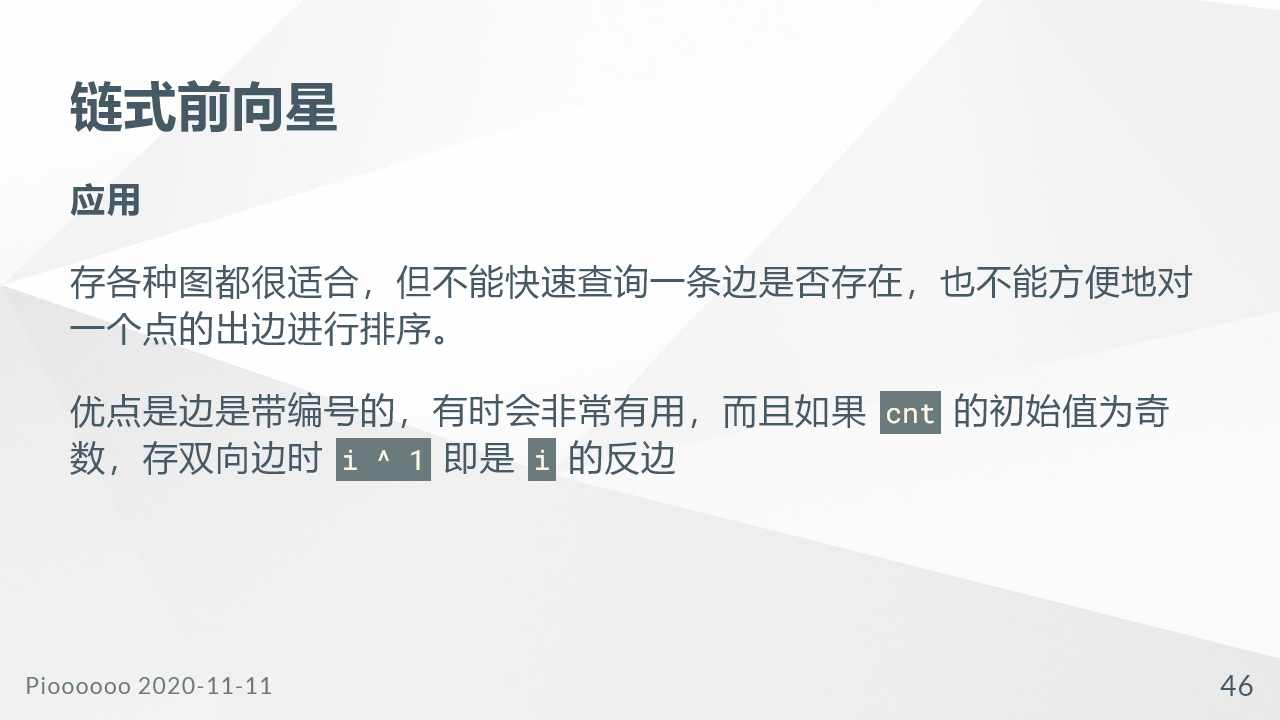 链式前向星
应用
存各种图都很适合，但不能快速查询一条边是否存在，也不能方便地对
一个点的出边进行排序。
优点是边是带编号的，有时会非常有用，而且如果 cnt 的初始值为奇
数，存双向边时 i ^ 1 即是 i 的反边
Pioooooo 2020-11-11
46